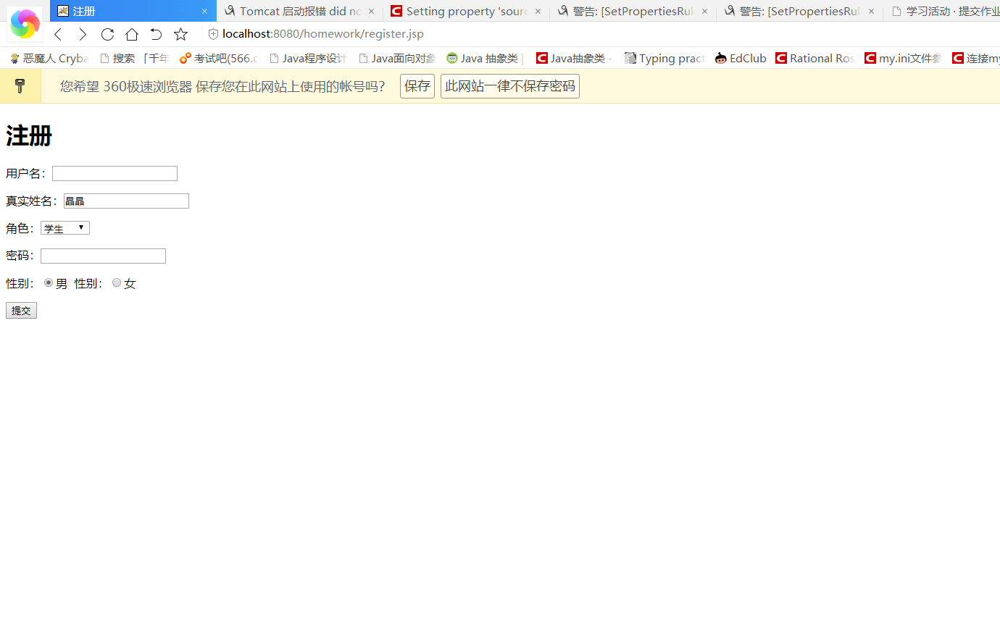 注册
Tomcat 启动报错 did no
Setting property 'sourc
警告: [SetPropertiesRul
警告: [SetPropertiesRul
学习活动 · 提交作业
localhost:8080/homework/register.jsp
恶魔人 Cryba
搜索 「千年
考试吧(566.c
Java程序设计
Java面向对象
Java 抽象类 |
Java抽象类 -
Typing pract
EdClub
Rational Ros
my.ini文件参
连接my
您希望 360极速浏览器 保存您在此网站上使用的帐号吗? 保存 此网站一律不保存密码
注册
用户名：
真实姓名：晶晶
角色：学生
密码：
性别： 男 性别： 女
提交